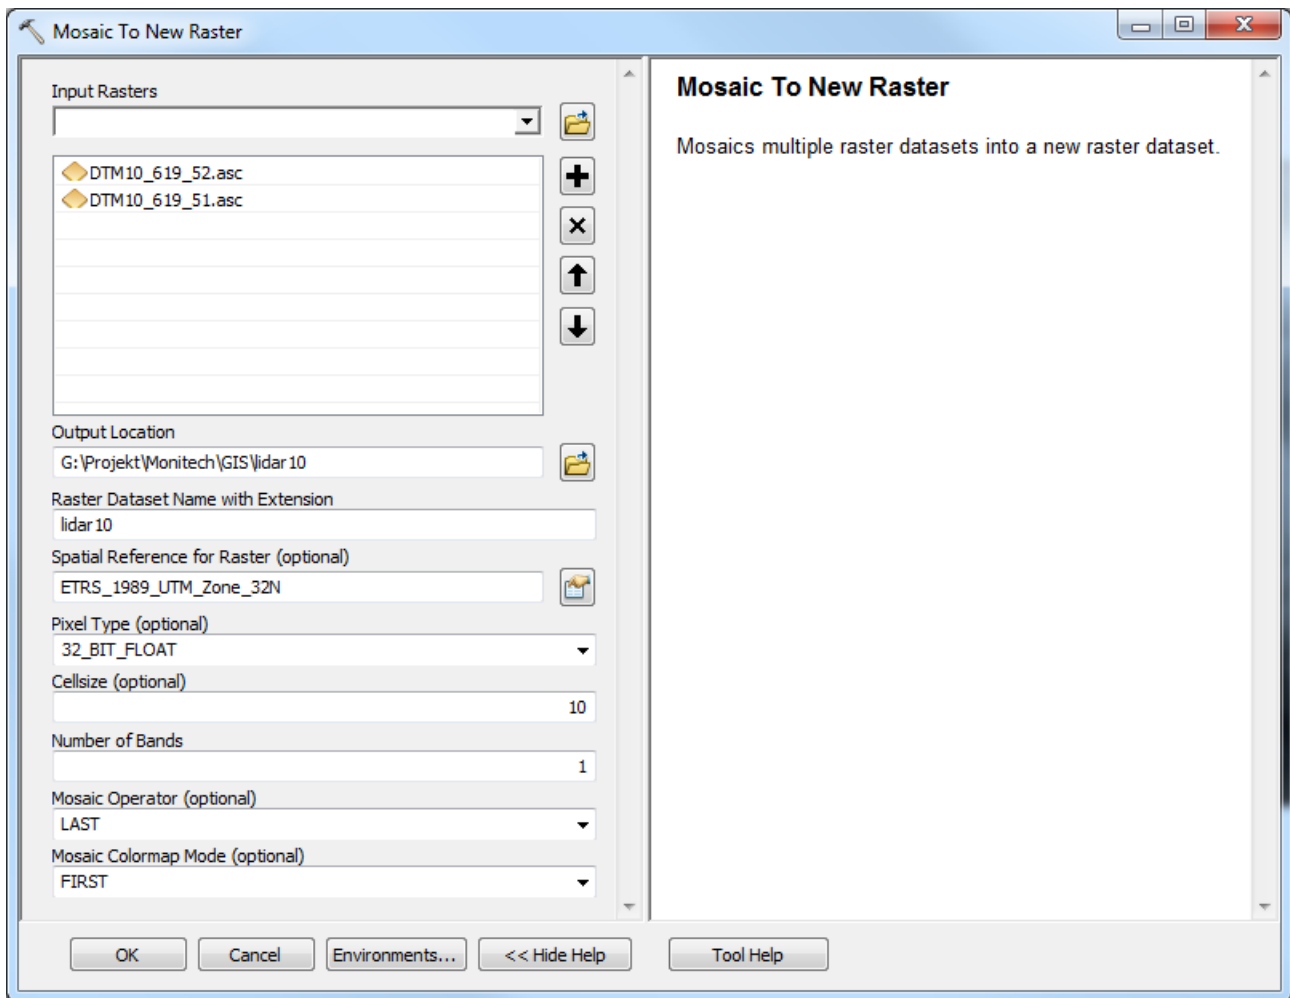 Mosaic To New Raster
Input Rasters
DTM10_619_52.asc
DTM10_619_51.asc
Output Location
G:\Projekt\Monitech\GIS\lidar10
Raster Dataset Name with Extension
lidar10
Spatial Reference for Raster (optional)
ETRS_1989_UTM_Zone_32N
Pixel Type (optional)
32_BIT_FLOAT
Cellsize (optional)
10
Number of Bands
1
Mosaic Operator (optional)
LAST
Mosaic Colormap Mode (optional)
FIRST
Mosaic To New Raster
Mosaics multiple raster datasets into a new raster dataset.
OK
Cancel
Environments...
<< Hide Help
Tool Help